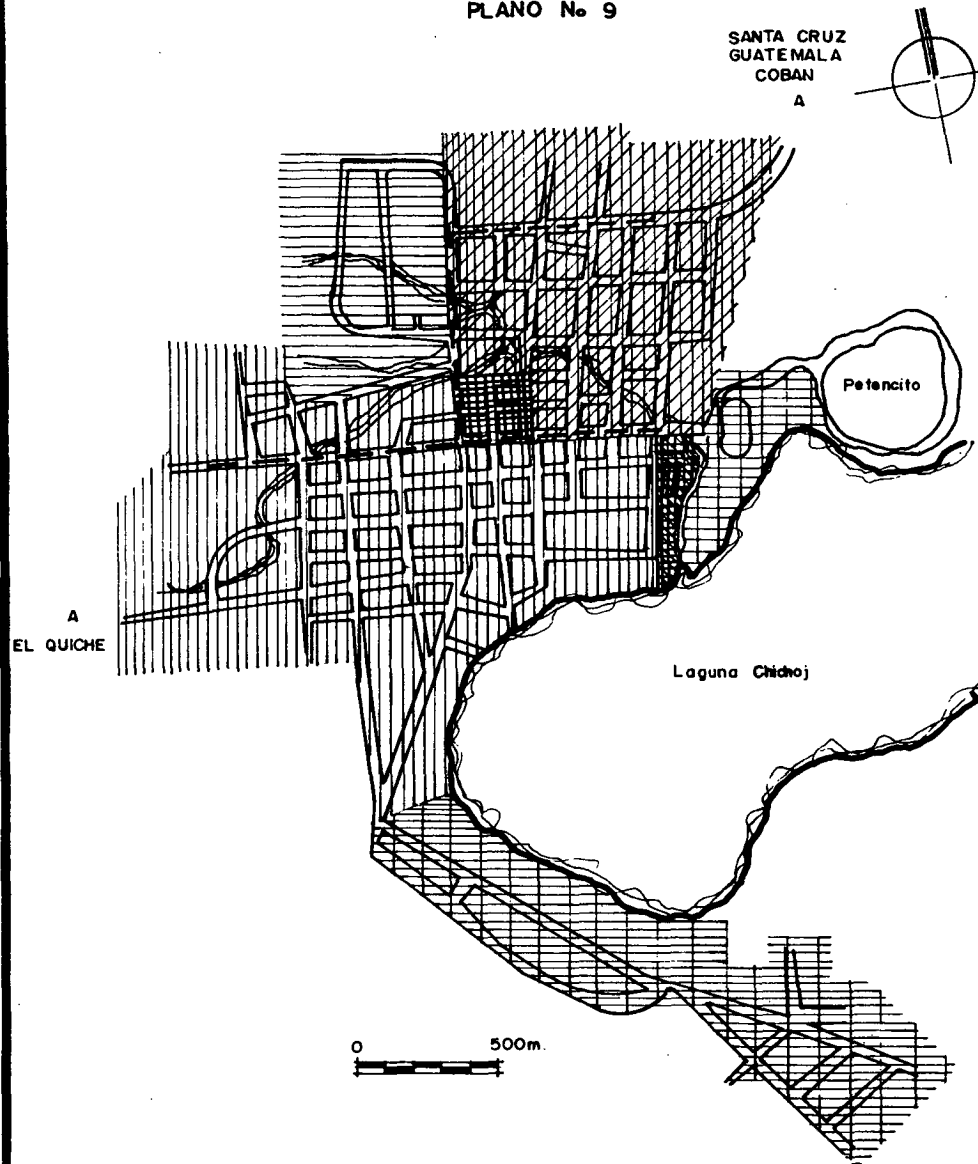 PLANO No 9
SANTA CRUZ
GUATEMALA
COBAN
A
Petencito
A
EL QUICHE
Laguna Chichoj
0 500m.